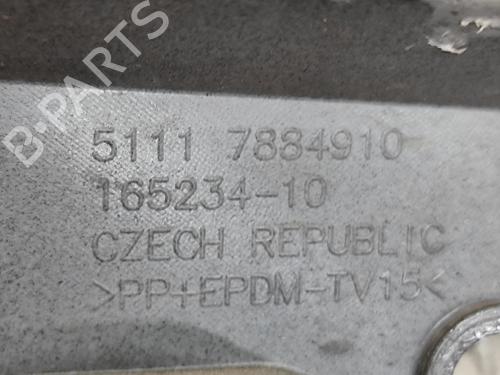 B-PARTS
5111 7884910
165234-10
CZECH REPUBLIC
>PP+EPDM-TV15<